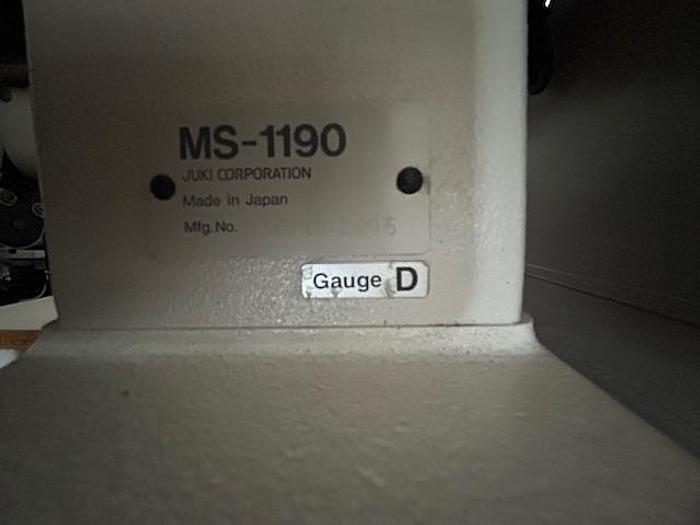 MS-1190
JUKI CORPORATION
Made in Japan
Mfg.No.
Gauge D